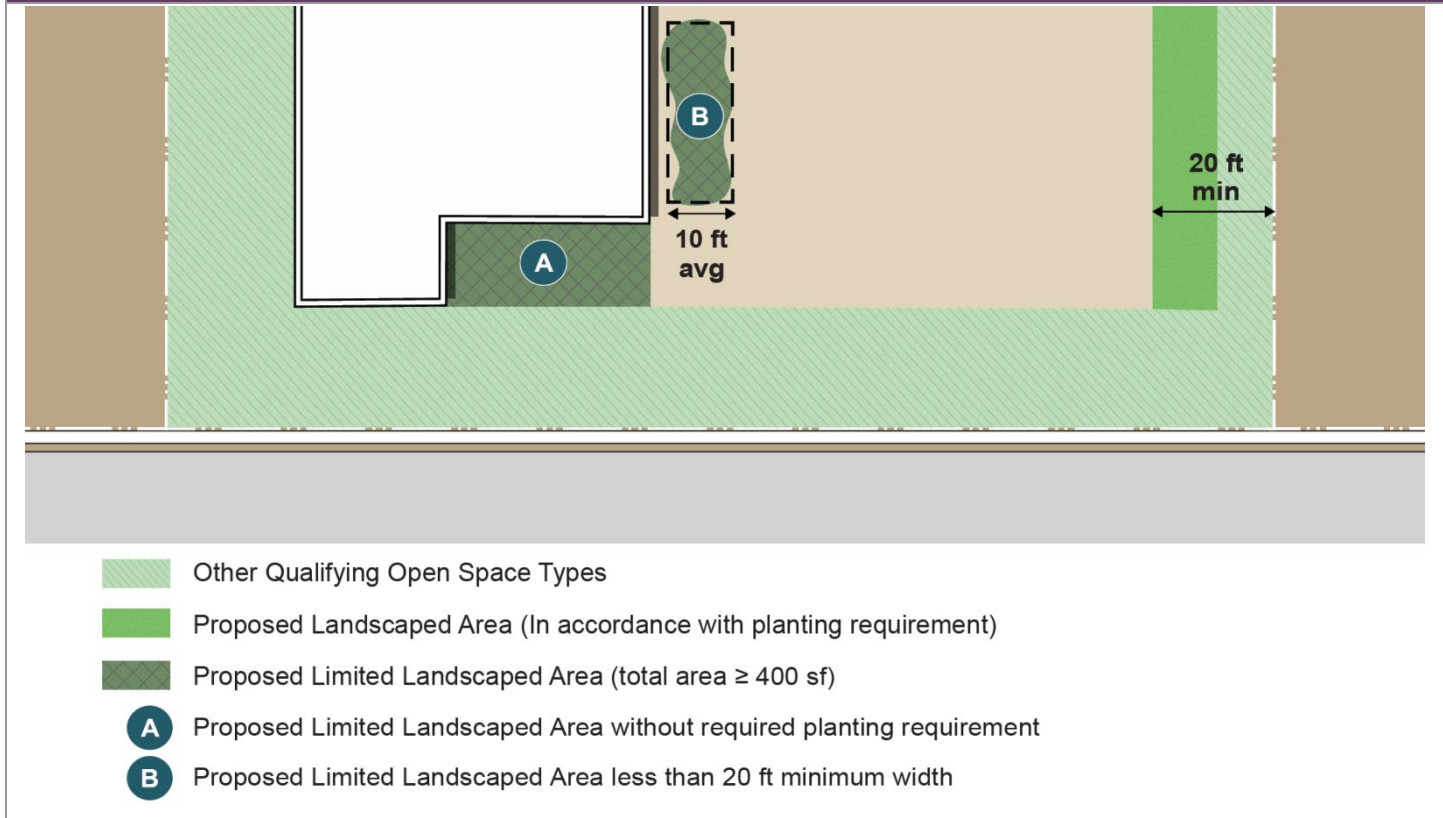 B
20 ft
min
10 ft
avg
A
Other Qualifying Open Space Types
Proposed Landscaped Area (In accordance with planting requirement)
Proposed Limited Landscaped Area (total area ≥ 400 sf)
A Proposed Limited Landscaped Area without required planting requirement
B Proposed Limited Landscaped Area less than 20 ft minimum width